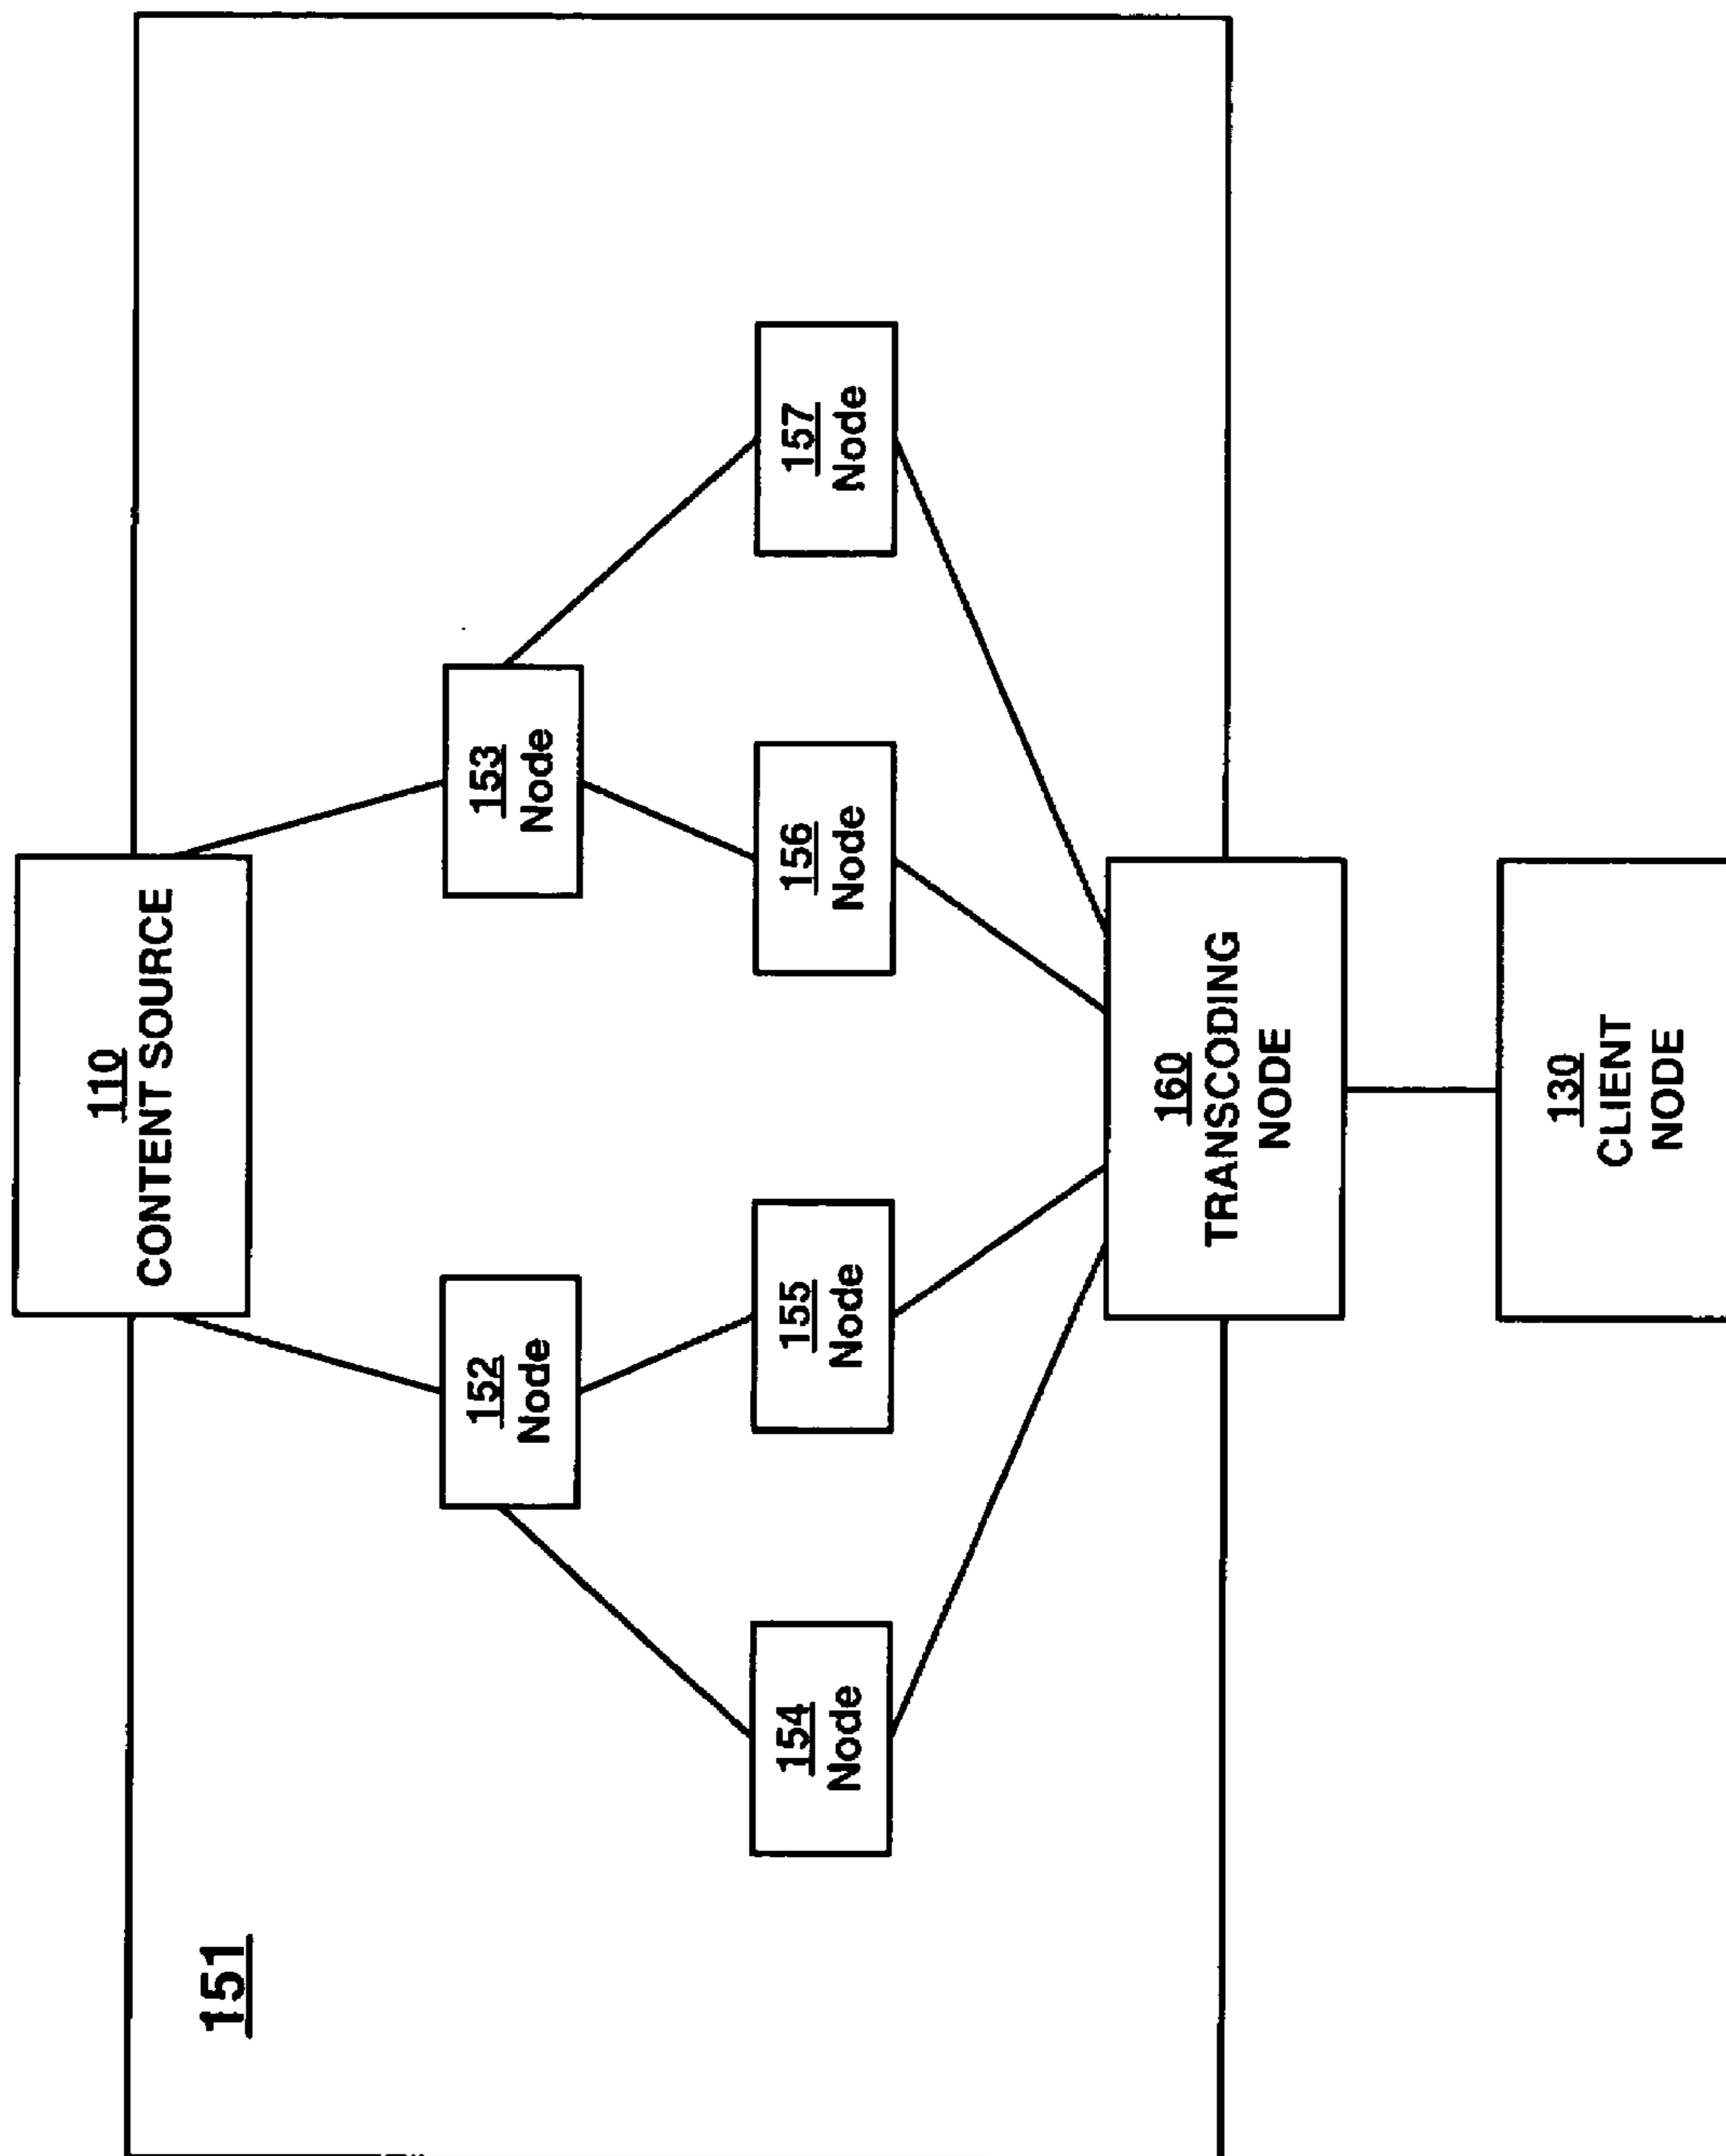 110
CONTENT SOURCE
151
152
Node
153
Node
154
Node
155
Node
156
Node
157
Node
160
TRANSCODING
NODE
130
CLIENT
NODE